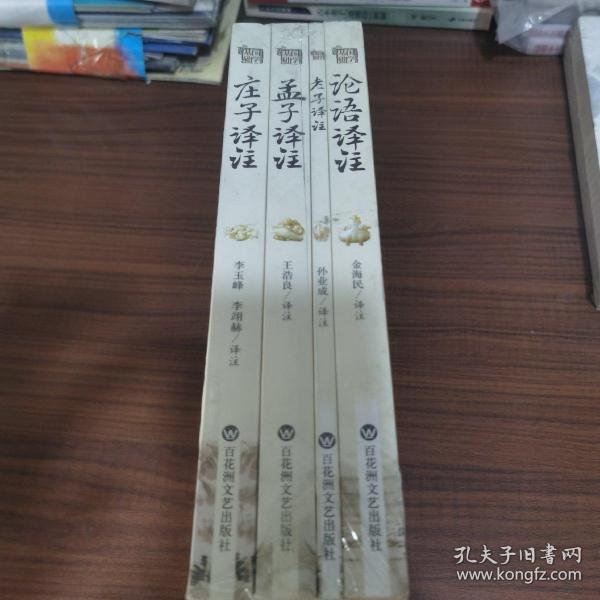 庄子译注
李玉峰 李翊赫/译注
百花洲文艺出版社
孟子译注
王浩良/译注
百花洲文艺出版社
老子译注
孙业成/译注
百花洲文艺出版社
论语译注
金海民/译注
百花洲文艺出版社
孔夫子旧书网
www.kongfz.com